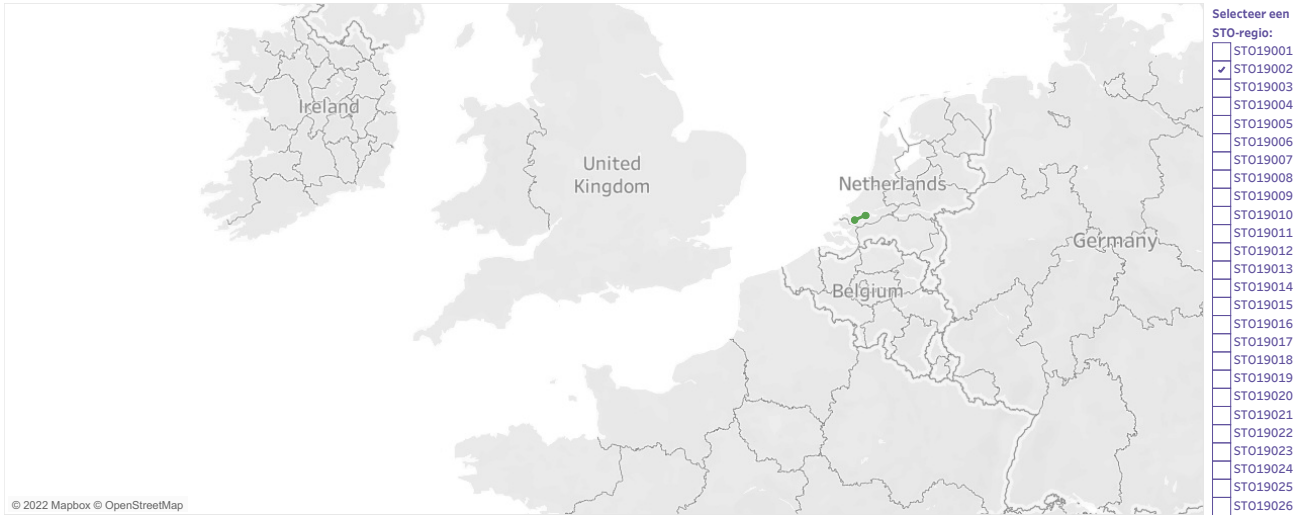 Ireland
United
Kingdom
Netherlands
Germany
Belgium
© 2022 Mapbox © OpenStreetMap
Selecteer een
STO-regio:
STO19001
STO19002
STO19003
STO19004
STO19005
STO19006
STO19007
STO19008
STO19009
STO19010
STO19011
STO19012
STO19013
STO19014
STO19015
STO19016
STO19017
STO19018
STO19019
STO19020
STO19021
STO19022
STO19023
STO19024
STO19025
STO19026